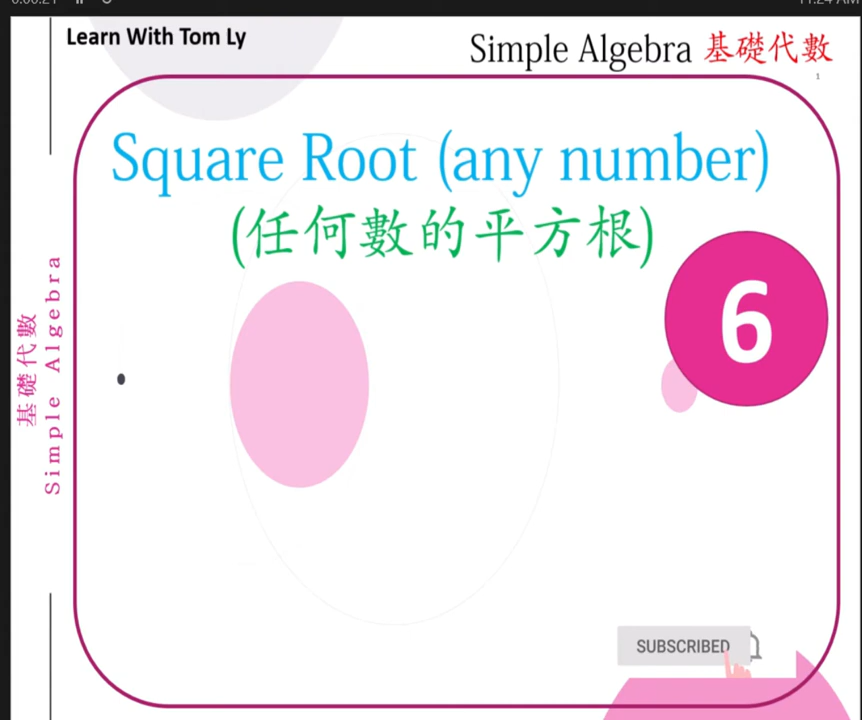 Learn With Tom Ly
Simple Algebra 基礎代數
1
Square Root (any number)
(任何數的平方根)
6
基礎代數
Simple Algebra
SUBSCRIBED